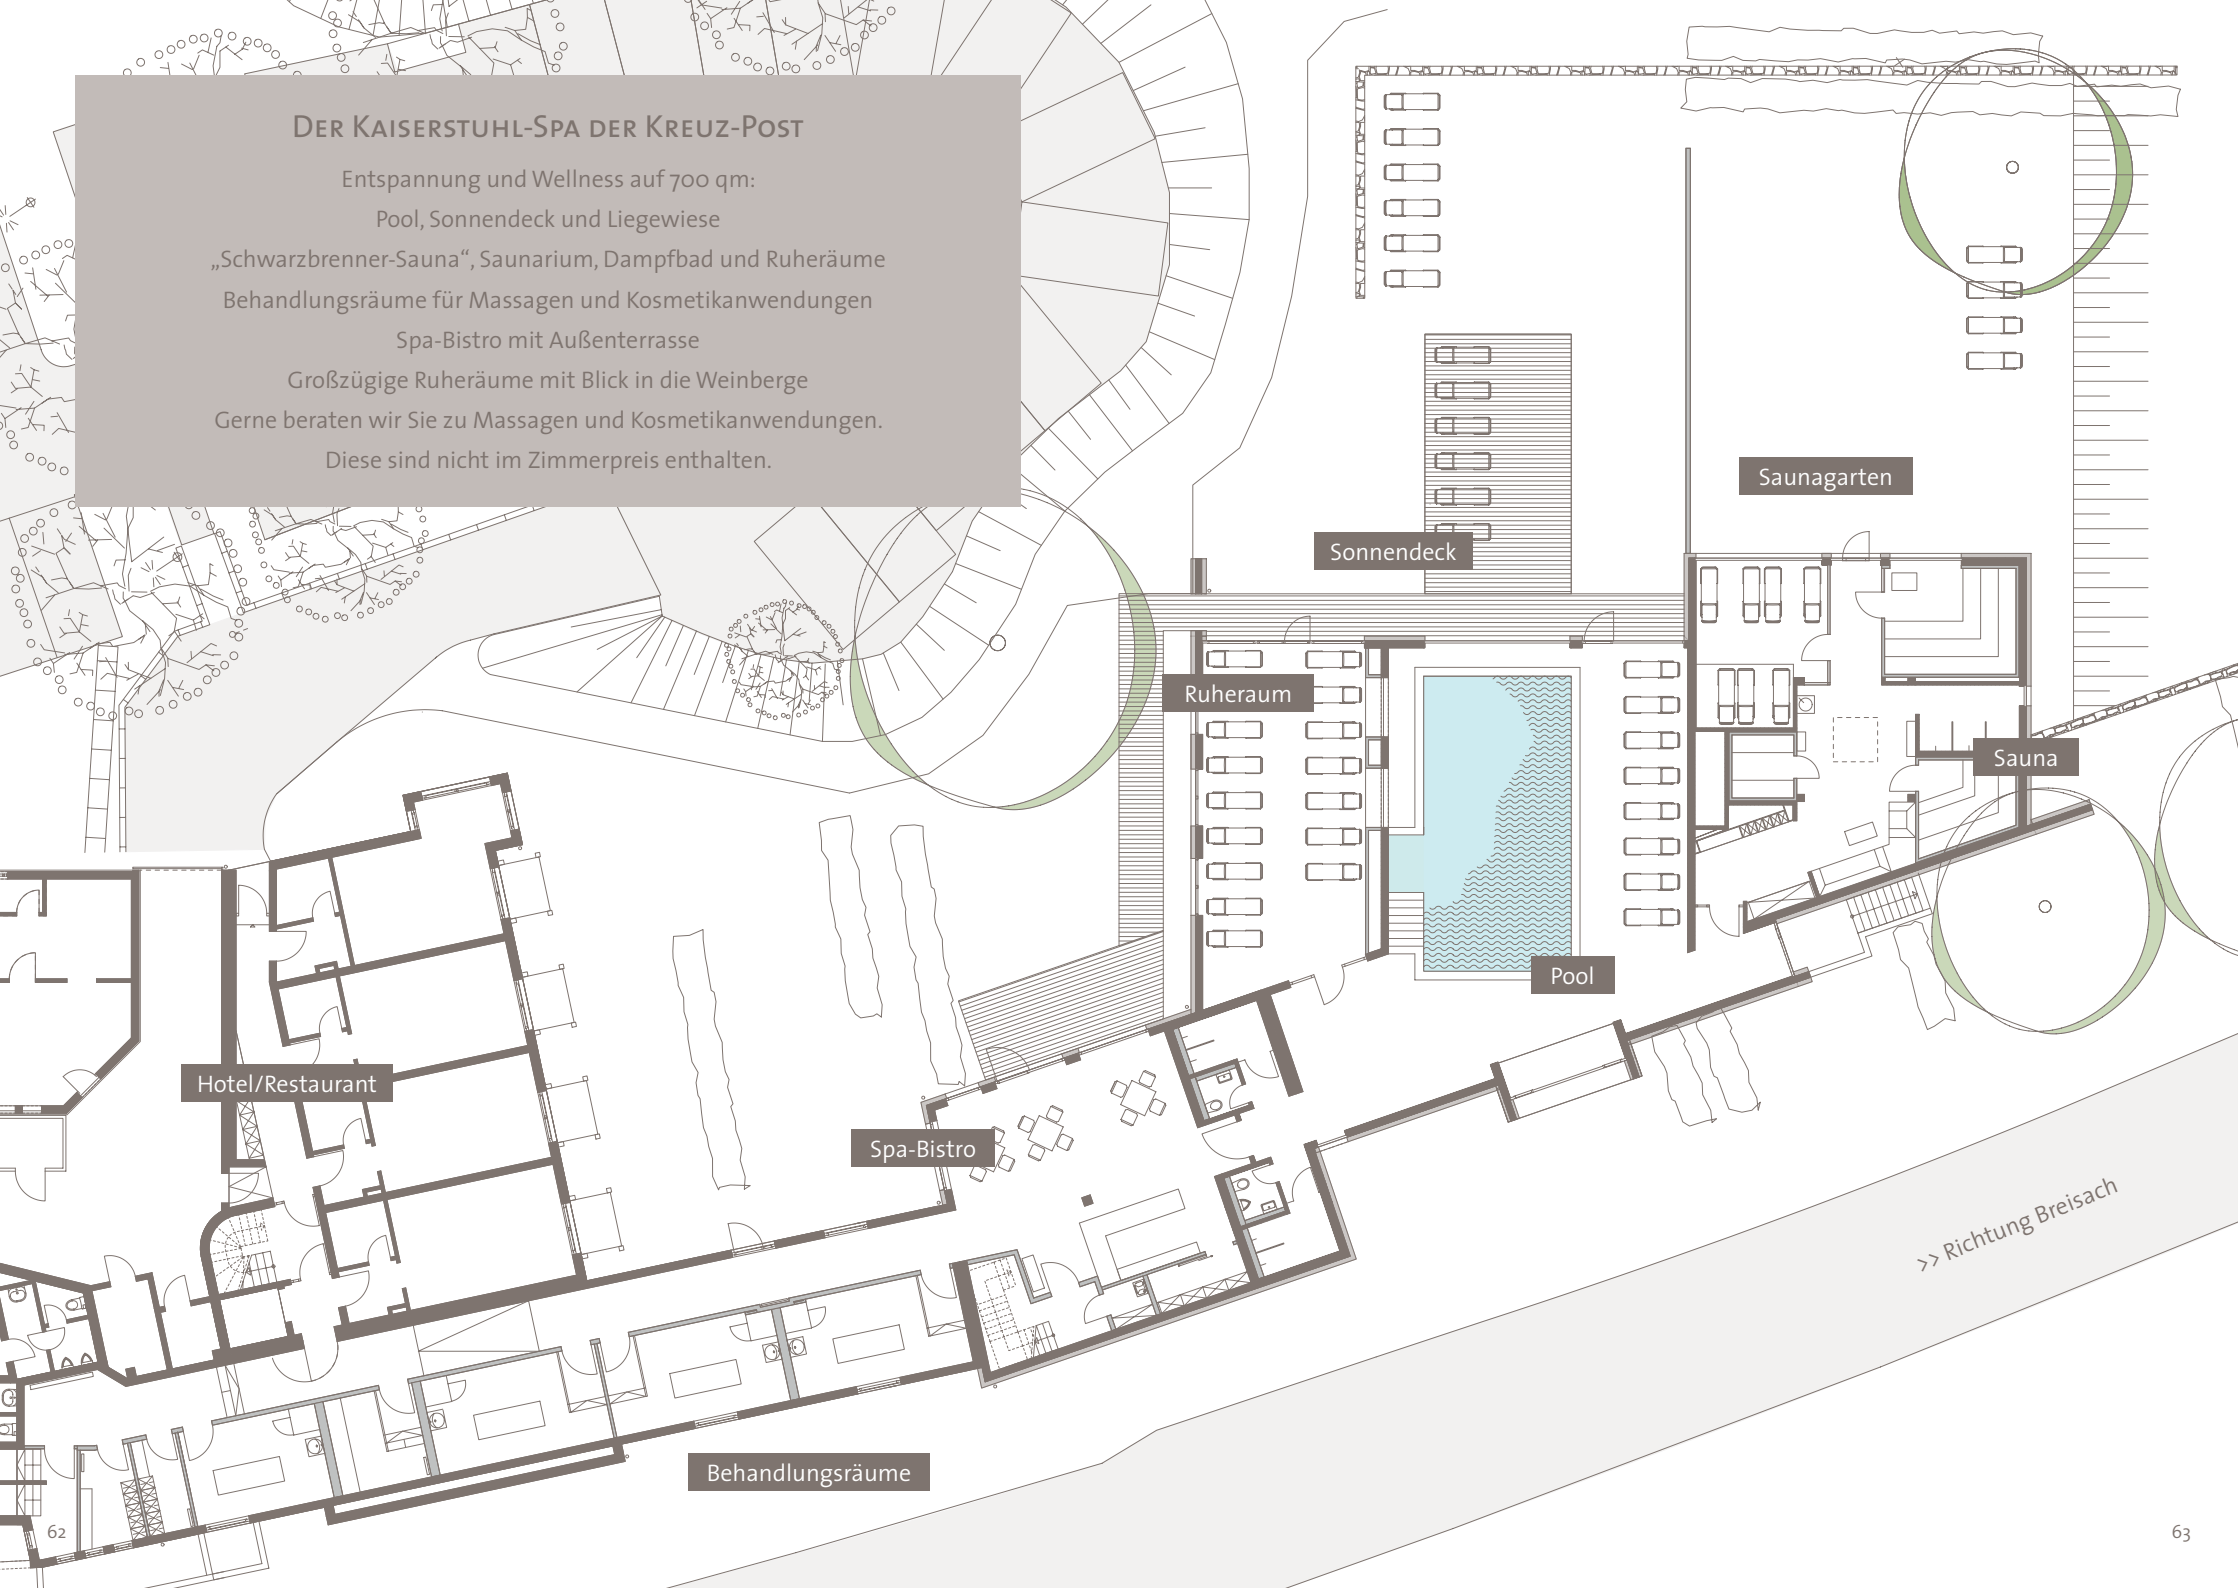 Der Kaiserstuhl-Spa der Kreuz-Post
Entspannung und Wellness auf 700 qm:
Pool, Sonnendeck und Liegewiese
„Schwarzbrenner-Sauna“, Saunarium, Dampfbad und Ruheräume
Behandlungsräume für Massagen und Kosmetikanwendungen
Spa-Bistro mit Außenterrasse
Großzügige Ruheräume mit Blick in die Weinberge
Gerne beraten wir Sie zu Massagen und Kosmetikanwendungen.
Diese sind nicht im Zimmerpreis enthalten.
Saunagarten
Sonnendeck
Ruheraum
Sauna
Pool
Hotel/Restaurant
Spa-Bistro
>> Richtung Breisach
Behandlungsräume
62
63